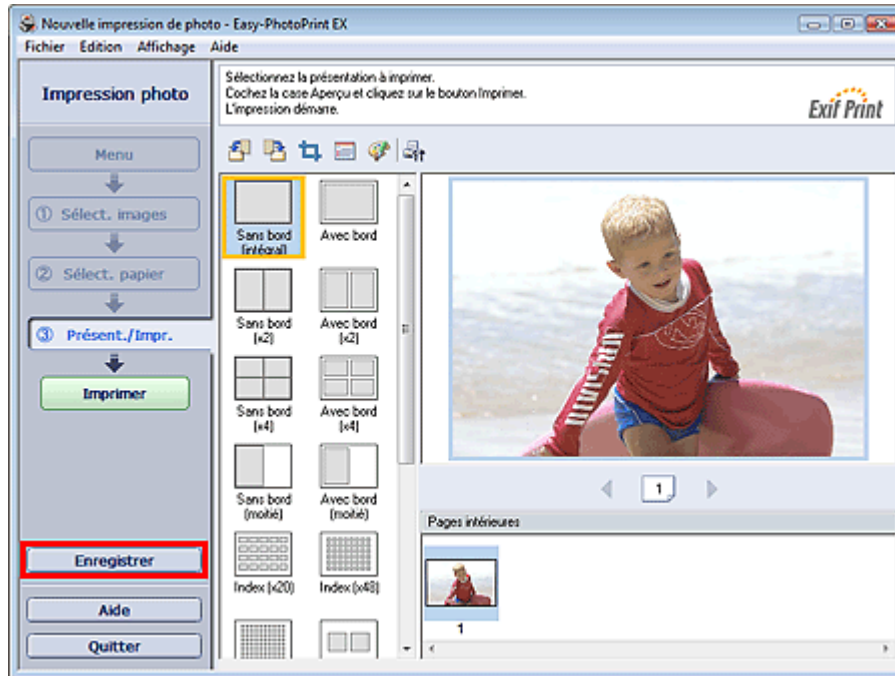 Nouvelle impression de photo - Easy-PhotoPrint EX
Fichier Édition Affichage Aide
Impression photo
Sélectionnez la présentation à imprimer.
Cochez la case Aperçu et cliquez sur le bouton Imprimer.
L'impression démarre.
Exif Print
Menu
① Sélect. images
② Sélect. papier
③ Présent./Impr.
Imprimer
Enregistrer
Aide
Quitter
Sans bord
(intégral)
Avec bord
Sans bord
(x2)
Avec bord
(x2)
Sans bord
(x4)
Avec bord
(x4)
Sans bord
(moitié)
Avec bord
(moitié)
Index (x20)
Index (x48)
1
Pages intérieures
1